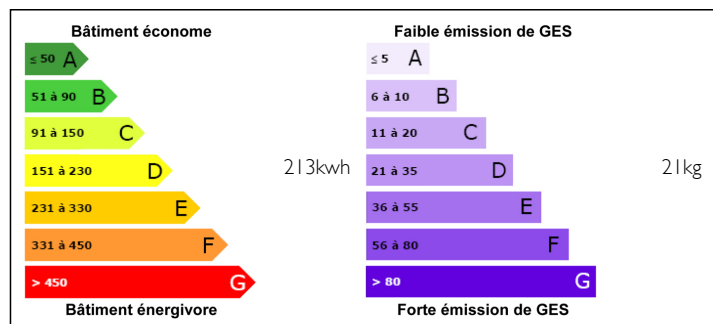 Bâtiment économe
≤ 50 A
51 à 90 B
91 à 150 C
151 à 230 D
231 à 330 E
331 à 450 F
> 450 G
Bâtiment énergivore
213kwh
Faible émission de GES
≤ 5 A
6 à 10 B
11 à 20 C
21 à 35 D
36 à 55 E
56 à 80 F
> 80 G
Forte émission de GES
21kg